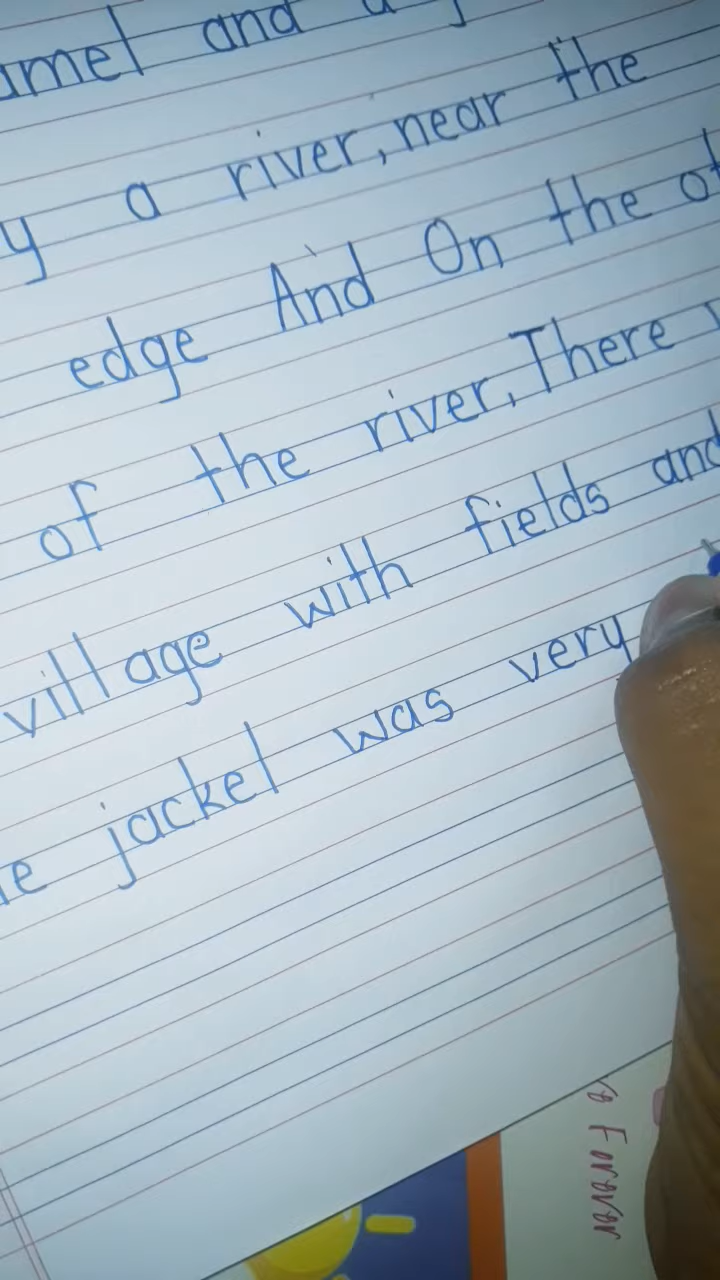 and a
y a river, near the
edge And On the
of the river, There
village with fields and
jackel was very
Forever